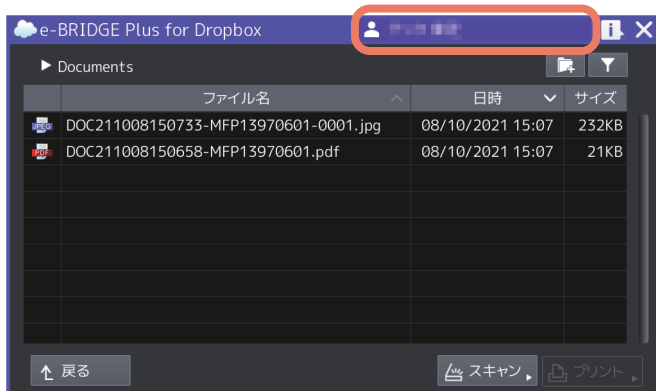 e-BRIDGE Plus for Dropbox
Documents
ファイル名 日時 サイズ
JPEG DOC211008150733-MFP13970601-0001.jpg 08/10/2021 15:07 232KB
PDF DOC211008150658-MFP13970601.pdf 08/10/2021 15:07 21KB
戻る スキャン プリント